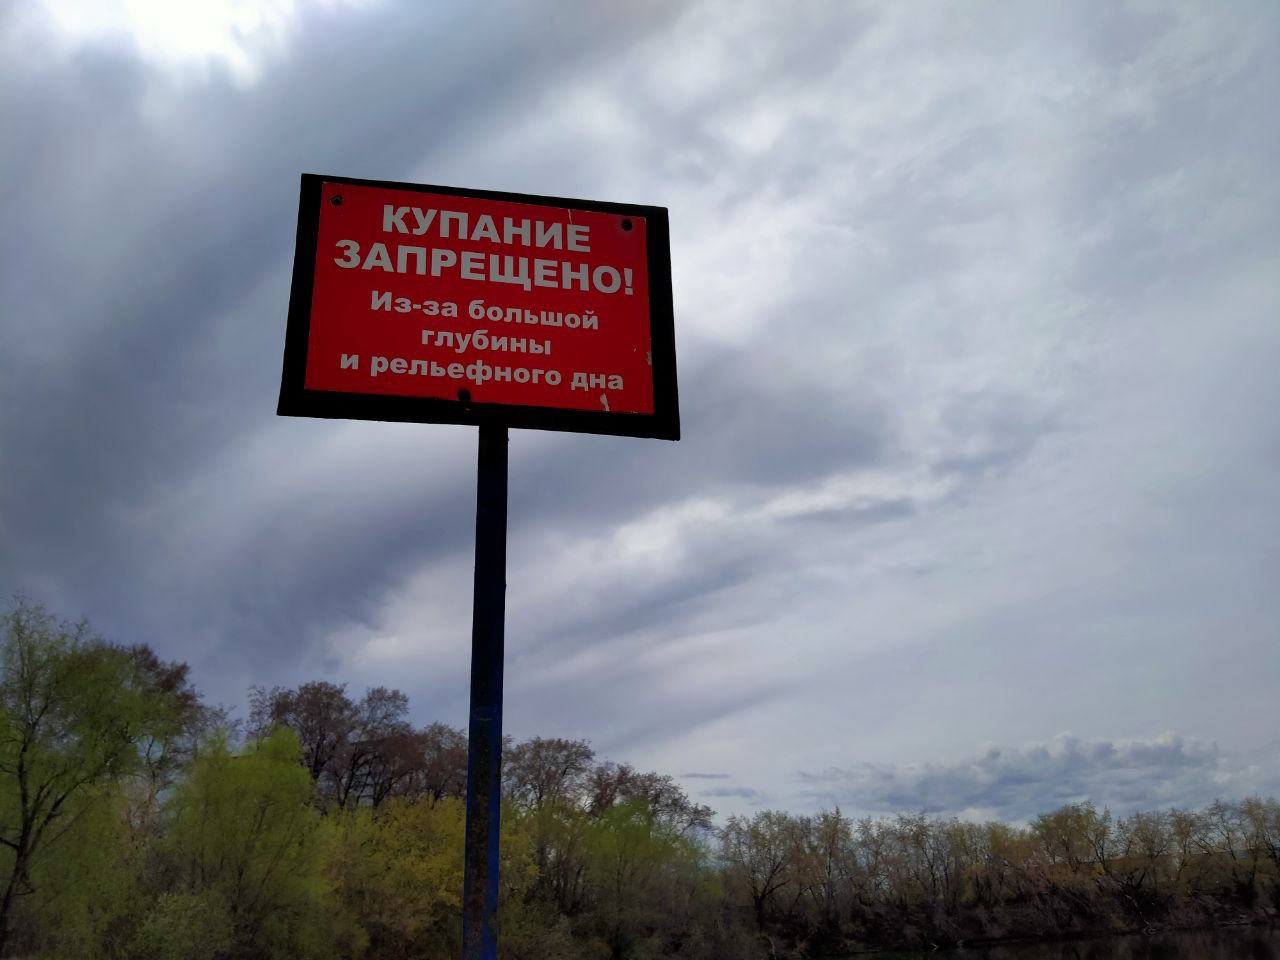 КУПАНИЕ
ЗАПРЕЩЕНО!
Из-за большой
глубины
и рельефного дна